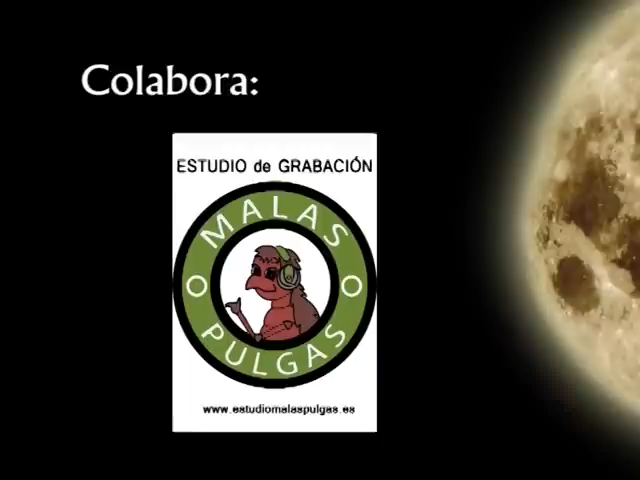 Colabora:
ESTUDIO de GRABACIÓN
MALAS
PULGAS
www.estudiomalaspulgas.es